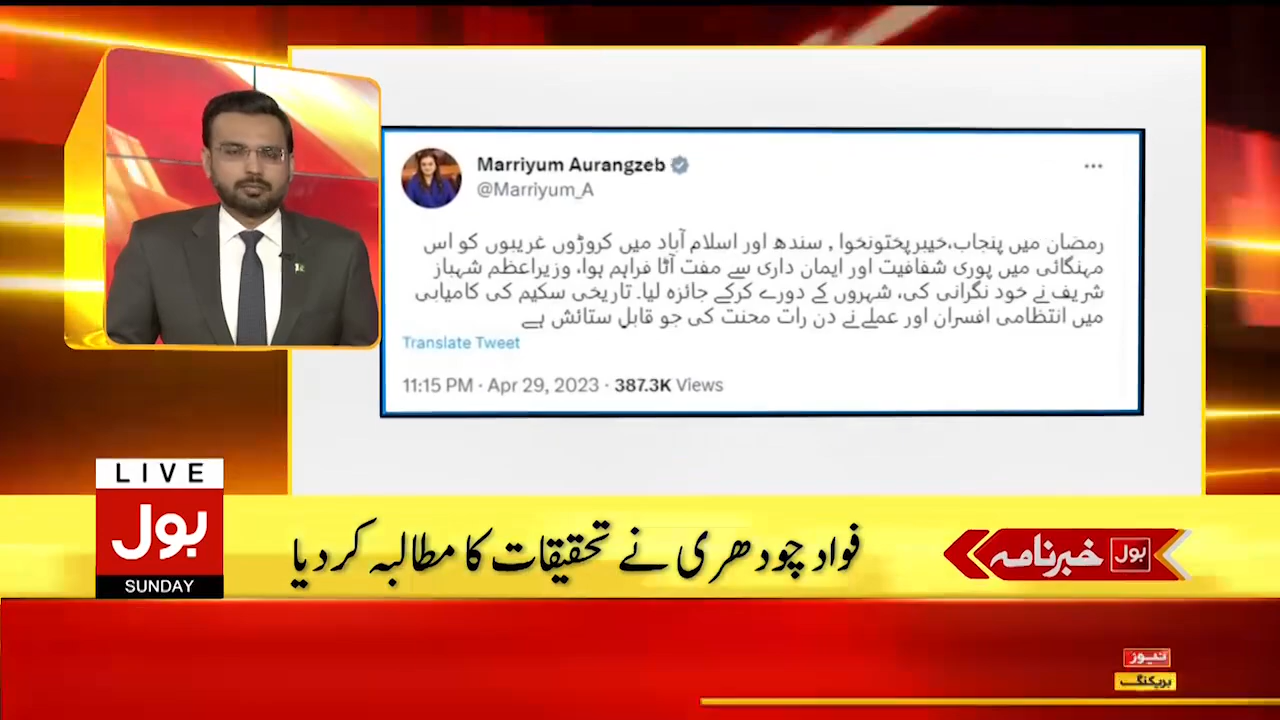 Marriyum Aurangzeb
@Marriyum_A
رمضان میں پنجاب،خیبرپختونخوا , سندھ اور اسلام آباد میں کروڑوں غریبوں کو اس
مہنگائی میں پوری شفافیت اور ایمان داری سے مفت آٹا فراہم ہوا، وزیراعظم شہباز
شریف نے خود نگرانی کی، شہروں کے دورے کرکے جائزہ لیا۔ تاریخی سکیم کی کامیابی
میں انتظامی افسران اور عملے نے دن رات محنت کی جو قابل ستائش ہے
Translate Tweet
11:15 PM · Apr 29, 2023 · 387.3K Views
LIVE
بول
SUNDAY
فواد چودھری نے تحقیقات کا مطالبہ کر دیا
بول خبرنامہ
نیوز
بریکنگ